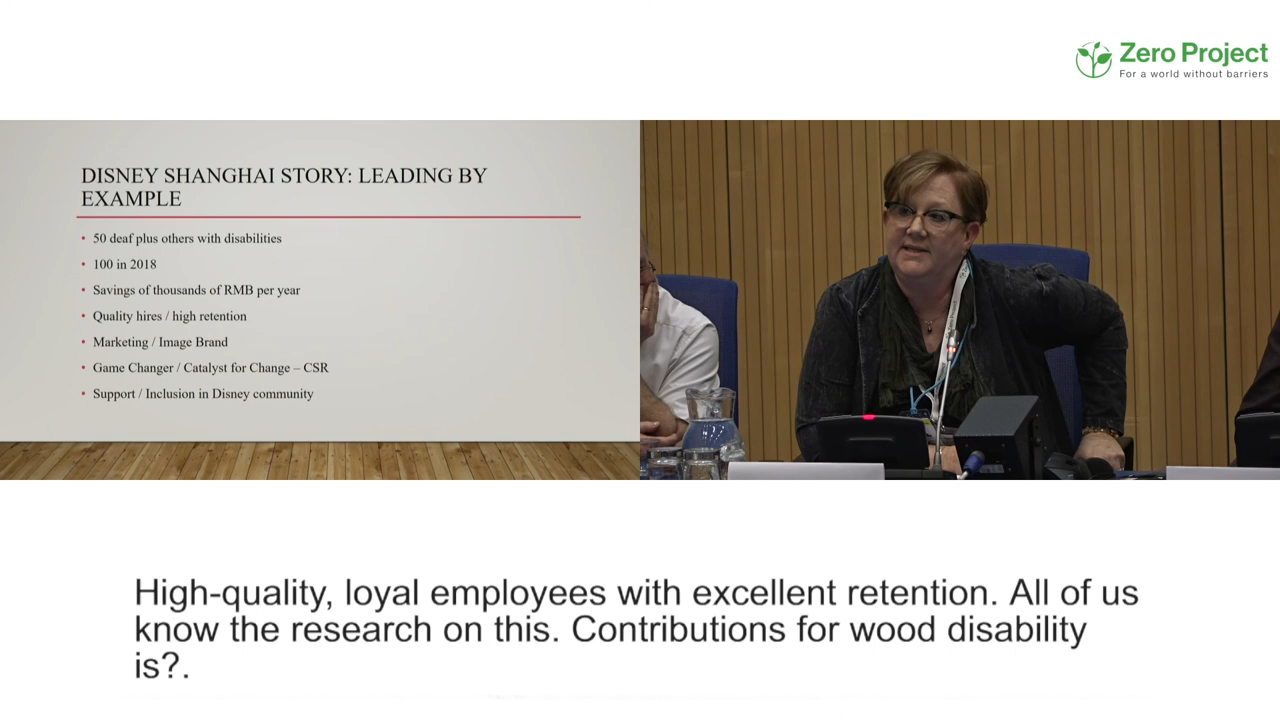 Zero Project
For a world without barriers
DISNEY SHANGHAI STORY: LEADING BY
EXAMPLE
• 50 deaf plus others with disabilities
• 100 in 2018
• Savings of thousands of RMB per year
• Quality hires / high retention
• Marketing / Image Brand
• Game Changer / Catalyst for Change – CSR
• Support / Inclusion in Disney community
High-quality, loyal employees with excellent retention. All of us
know the research on this. Contributions for wood disability
is?.